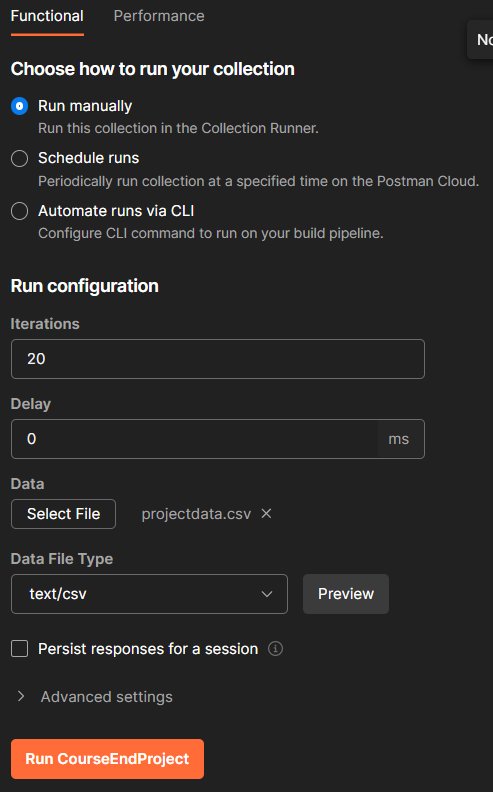 Functional Performance
No
Choose how to run your collection
Run manually
Run this collection in the Collection Runner.
Schedule runs
Periodically run collection at a specified time on the Postman Cloud.
Automate runs via CLI
Configure CLI command to run on your build pipeline.
Run configuration
Iterations
20
Delay
0 ms
Data
Select File projectdata.csv
Data File Type
text/csv Preview
Persist responses for a session
Advanced settings
Run CourseEndProject